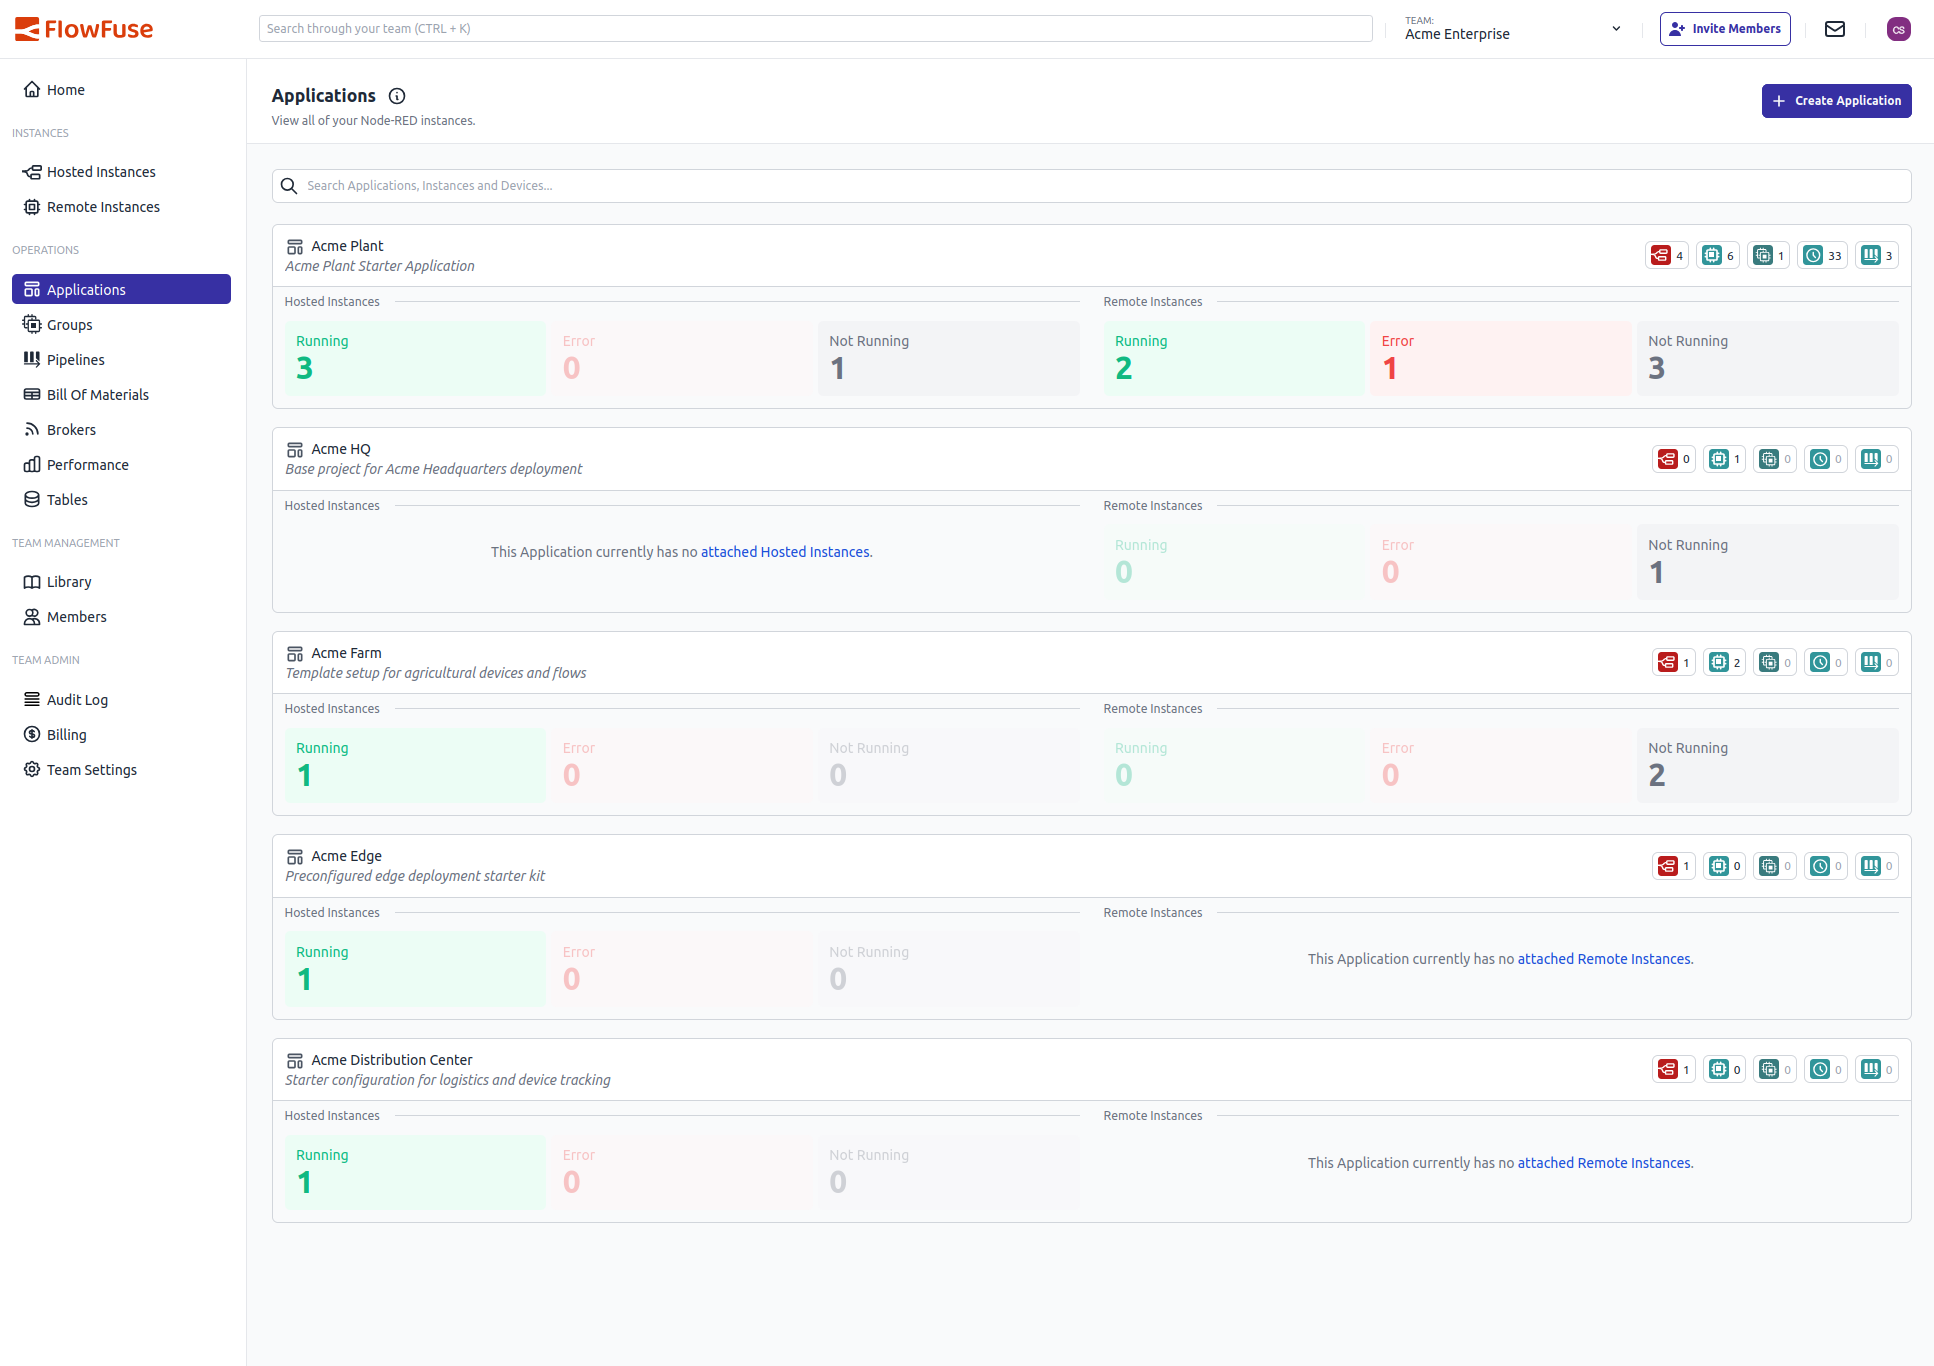 FlowFuse
Search through your team (CTRL + K)
TEAM:
Acme Enterprise
Invite Members
CS
Home
INSTANCES
Hosted Instances
Remote Instances
OPERATIONS
Applications
Groups
Pipelines
Bill Of Materials
Brokers
Performance
Tables
TEAM MANAGEMENT
Library
Members
TEAM ADMIN
Audit Log
Billing
Team Settings
Applications
View all of your Node-RED instances.
Create Application
Search Applications, Instances and Devices...
Acme Plant
Acme Plant Starter Application
4 6 1 33 3
Hosted Instances
Running
3
Error
0
Not Running
1
Remote Instances
Running
2
Error
1
Not Running
3
Acme HQ
Base project for Acme Headquarters deployment
0 1 0 0 0
Hosted Instances
This Application currently has no attached Hosted Instances.
Remote Instances
Running
0
Error
0
Not Running
1
Acme Farm
Template setup for agricultural devices and flows
1 2 0 0 0
Hosted Instances
Running
1
Error
0
Not Running
0
Remote Instances
Running
0
Error
0
Not Running
2
Acme Edge
Preconfigured edge deployment starter kit
1 0 0 0 0
Hosted Instances
Running
1
Error
0
Not Running
0
Remote Instances
This Application currently has no attached Remote Instances.
Acme Distribution Center
Starter configuration for logistics and device tracking
1 0 0 0 0
Hosted Instances
Running
1
Error
0
Not Running
0
Remote Instances
This Application currently has no attached Remote Instances.